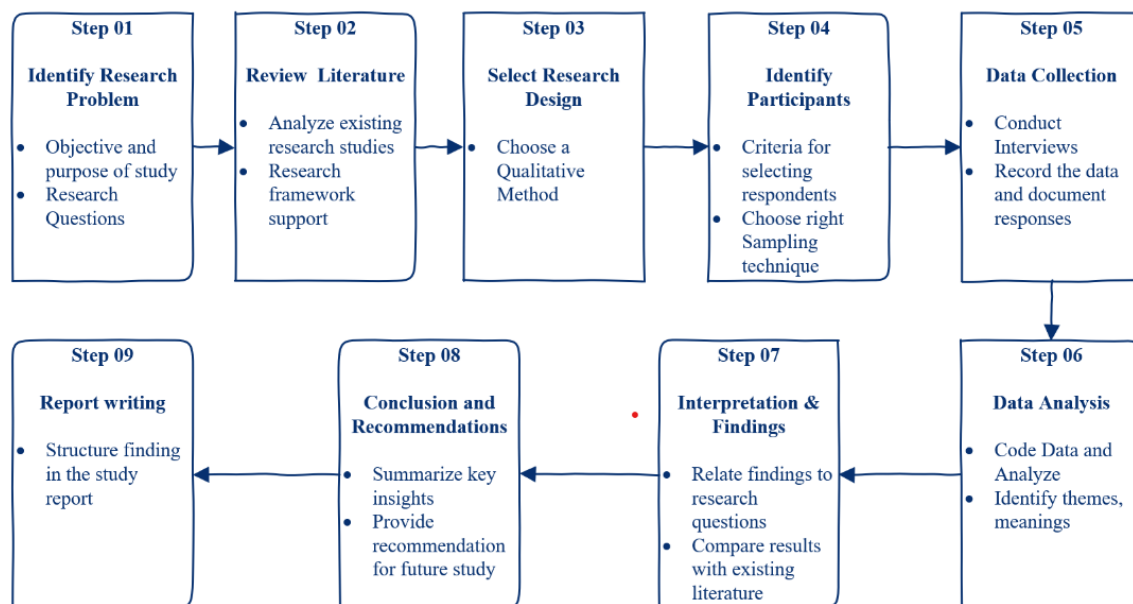 Step 01
Identify Research
Problem
• Objective and
purpose of study
• Research
Questions
Step 02
Review Literature
• Analyze existing
research studies
• Research
framework
support
Step 03
Select Research
Design
• Choose a
Qualitative
Method
Step 04
Identify
Participants
• Criteria for
selecting
respondents
• Choose right
Sampling
technique
Step 05
Data Collection
• Conduct
Interviews
• Record the data
and document
responses
Step 06
Data Analysis
• Code Data and
Analyze
• Identify themes,
meanings
Step 07
Interpretation &
Findings
• Relate findings to
research
questions
• Compare results
with existing
literature
Step 08
Conclusion and
Recommendations
• Summarize key
insights
• Provide
recommendation
for future study
Step 09
Report writing
• Structure finding
in the study
report